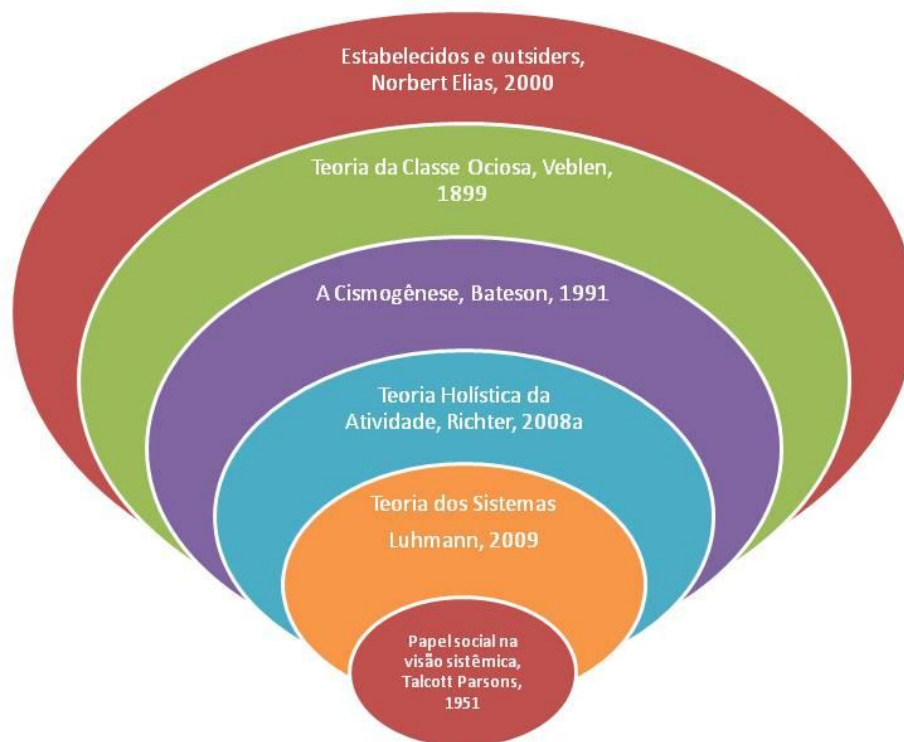 Estabelecidos e outsiders,
Norbert Elias, 2000
Teoria da Classe Ociosa, Veblen,
1899
A Cismogênese, Bateson, 1991
Teoria Holística da
Atividade, Richter, 2008a
Teoria dos Sistemas
Luhmann, 2009
Papel social na
visão sistêmica,
Talcott Parsons,
1951